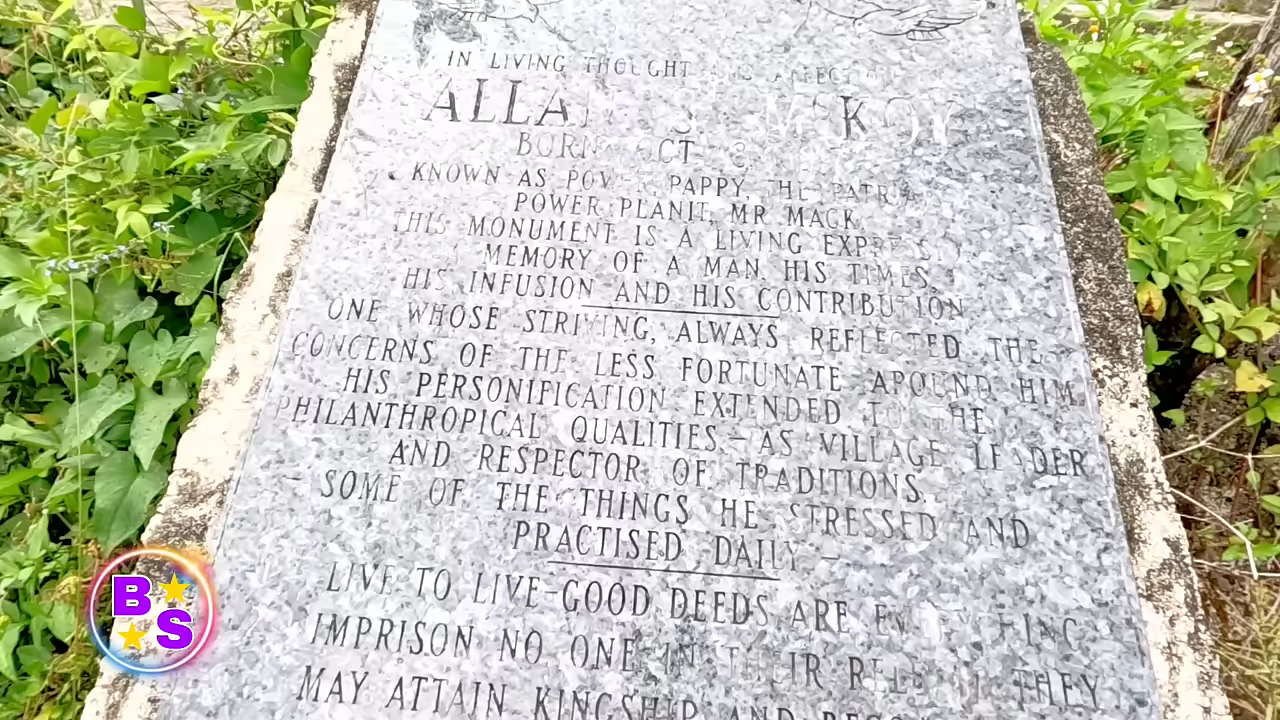 IN LIVING THOUGHT
BORN OCT 8
KNOWN AS PAPPY, THE
POWER PLANIT, MR MACK.
THIS MONUMENT IS A LIVING
MEMORY OF A MAN, HIS TIMES.
HIS INFUSION AND HIS CONTRIBUTION
ONE WHOSE STRIVING, ALWAYS REFLECTED THE
CONCERNS OF THE LESS FORTUNATE AROUND HIM
HIS PERSONIFICATION EXTENDED TO THE
PHILANTHROPICAL QUALITIES - AS VILLAGE LEADER
AND RESPECTOR OF TRADITIONS.
SOME OF THE THINGS HE STRESSED AND
PRACTISED DAILY -
LIVE TO LIVE-GOOD DEEDS ARE
IMPRISON NO ONE IN THEIR THEY
MAY ATTAIN KINGSHIP AND
B S